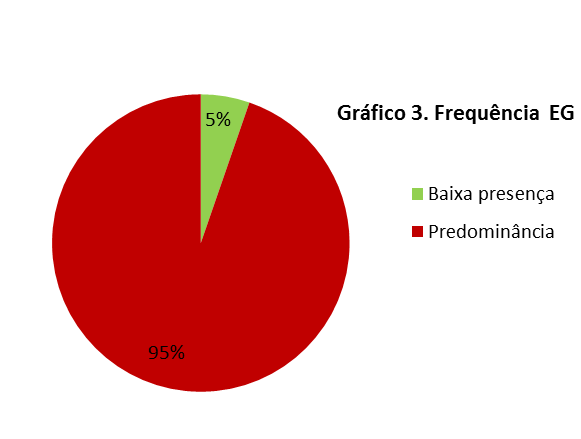 Gráfico 3. Frequência EG
5%
Baixa presença
Predominância
95%